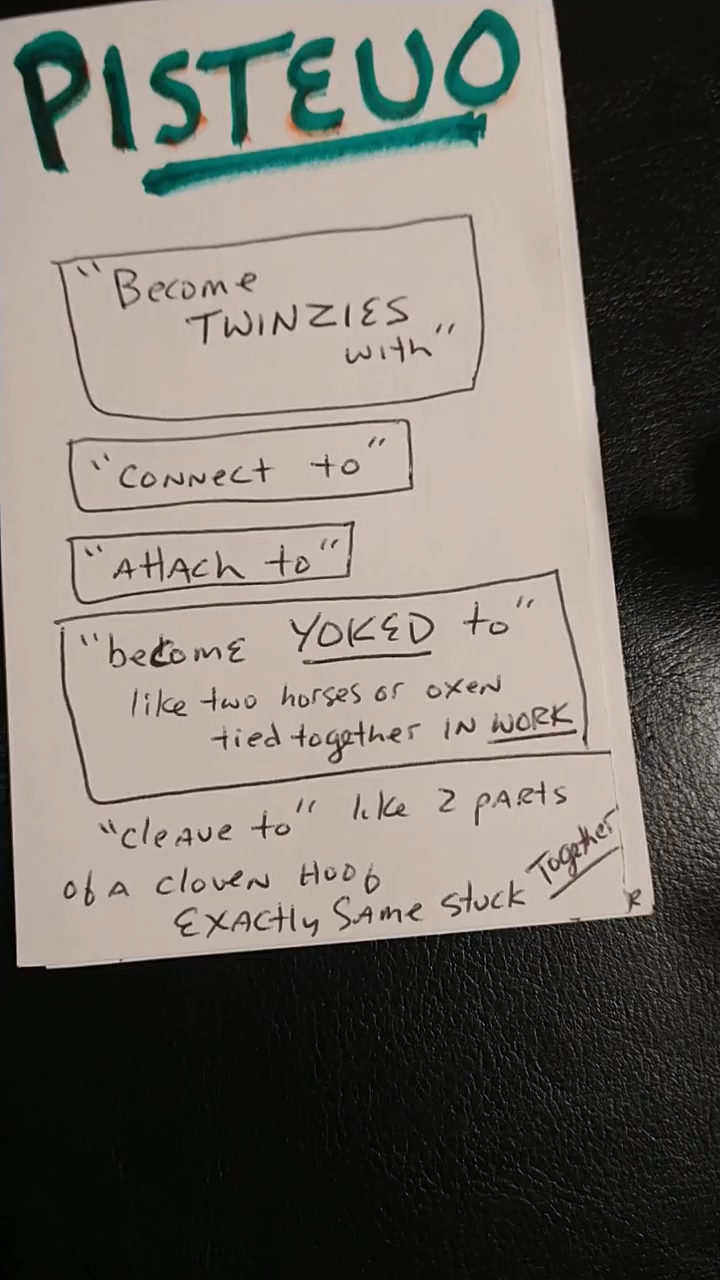 PISTEUO
"Become
TWINZIES
with"
"CONNECT to"
"AttAch to"
"become YOKED to"
like two horses or oxen
tied together IN WORK
"cleave to" like 2 parts
of a cloven Hoof
EXACtly SAme stuck Together
R